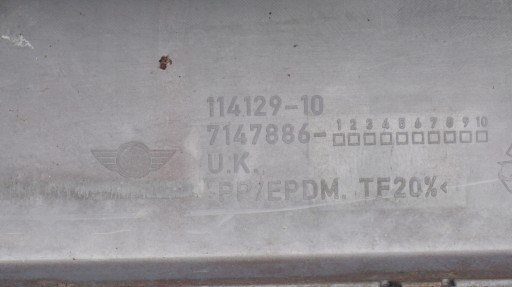 114129-10
7147886- 1 2 3 4 5 6 7 8 9 10
U.K.
>PP/EPDM. TF20%<